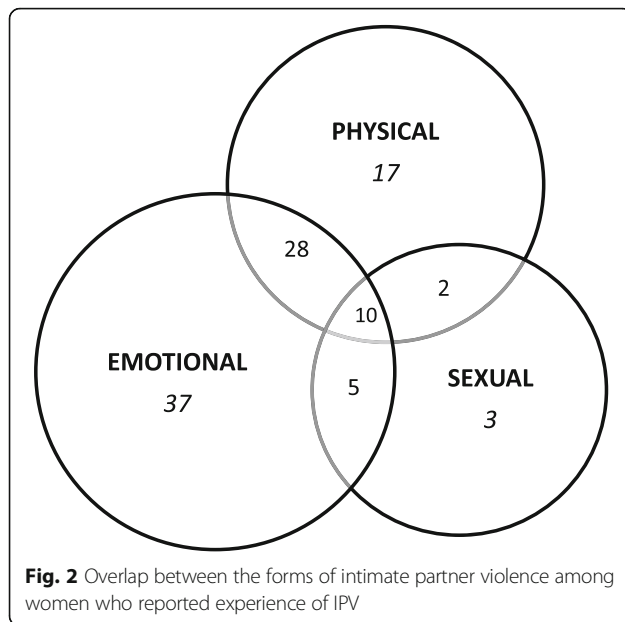 PHYSICAL
17
28
2
10
EMOTIONAL
37
5
SEXUAL
3
Fig. 2 Overlap between the forms of intimate partner violence among
women who reported experience of IPV